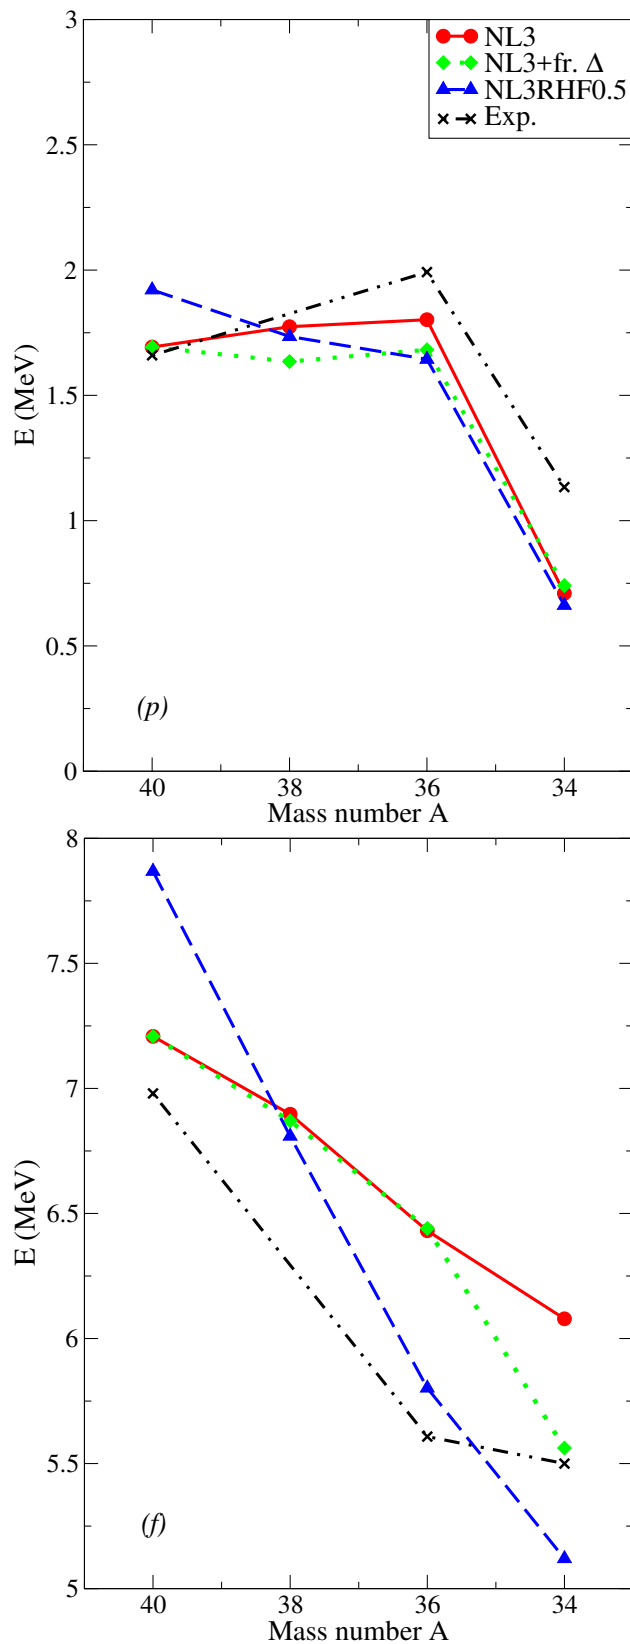 3
NL3
NL3+fr. Δ
NL3RHF0.5
Exp.
2.5
2
E (MeV)
1.5
1
0.5
(p)
0
40 38 36 34
Mass number A
8
7.5
7
E (MeV)
6.5
6
5.5
(f)
5
40 38 36 34
Mass number A